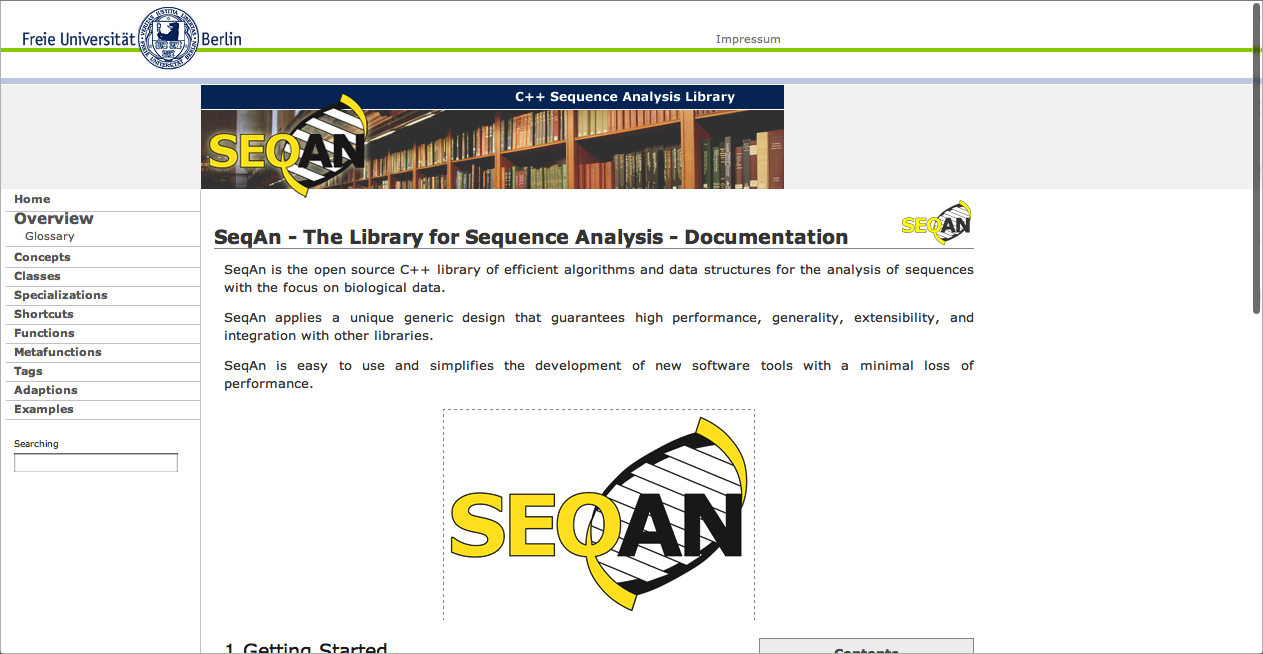 Freie Universität Berlin
Impressum
C++ Sequence Analysis Library
SEQAN
Home
Overview
Glossary
Concepts
Classes
Specializations
Shortcuts
Functions
Metafunctions
Tags
Adaptions
Examples
Searching
SEQAN
SeqAn - The Library for Sequence Analysis - Documentation
SeqAn is the open source C++ library of efficient algorithms and data structures for the analysis of sequences
with the focus on biological data.
SeqAn applies a unique generic design that guarantees high performance, generality, extensibility, and
integration with other libraries.
SeqAn is easy to use and simplifies the development of new software tools with a minimal loss of
performance.
SEQAN
1 Getting Started
Contents